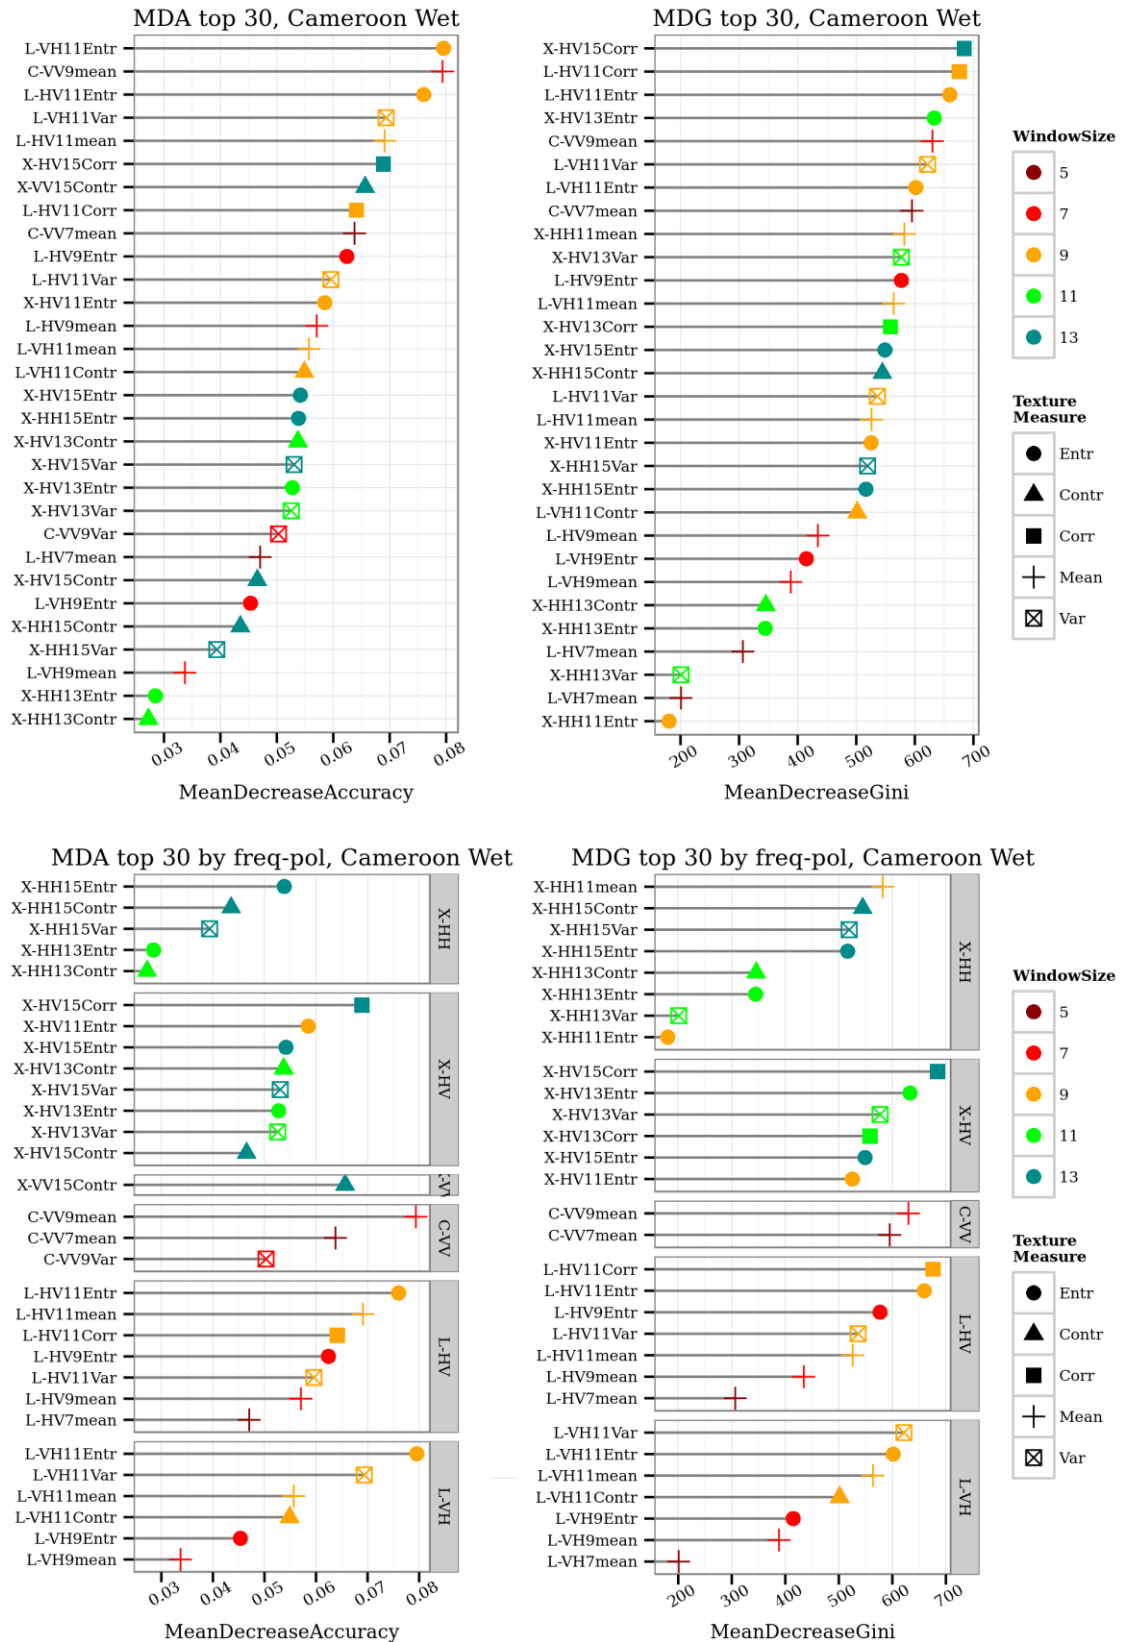 MDA top 30, Cameroon Wet
L-VH11Entr
C-VV9mean
L-HV11Entr
L-VH11Var
L-HV11mean
X-HV15Corr
X-VV15Contr
L-HV11Corr
C-VV7mean
L-HV9Entr
L-HV11Var
X-HV11Entr
L-HV9mean
L-VH11mean
L-VH11Contr
X-HV15Entr
X-HH15Entr
X-HV13Contr
X-HV15Var
X-HV13Entr
X-HV13Var
C-VV9Var
L-HV7mean
X-HV15Contr
L-VH9Entr
X-HH15Contr
X-HH15Var
L-VH9mean
X-HH13Entr
X-HH13Contr
0.03 0.04 0.05 0.06 0.07 0.08
MeanDecreaseAccuracy
MDG top 30, Cameroon Wet
X-HV15Corr
L-HV11Corr
L-HV11Entr
X-HV13Entr
C-VV9mean
L-VH11Var
L-VH11Entr
C-VV7mean
X-HH11mean
X-HV13Var
L-HV9Entr
L-VH11mean
X-HV13Corr
X-HV15Entr
X-HH15Contr
L-HV11Var
L-HV11mean
X-HV11Entr
X-HH15Var
X-HH15Entr
L-VH11Contr
L-HV9mean
L-VH9Entr
L-VH9mean
X-HH13Contr
X-HH13Entr
L-HV7mean
X-HH13Var
L-VH7mean
X-HH11Entr
200 300 400 500 600 700
MeanDecreaseGini
WindowSize
5
7
9
11
13
Texture
Measure
Entr
Contr
Corr
Mean
Var
MDA top 30 by freq-pol, Cameroon Wet
X-HH15Entr
X-HH15Contr
X-HH15Var
X-HH13Entr
X-HH13Contr
X-HH
X-HV15Corr
X-HV11Entr
X-HV15Entr
X-HV13Contr
X-HV15Var
X-HV13Entr
X-HV13Var
X-HV15Contr
X-HV
X-VV15Contr
C-VV9mean
C-VV7mean
C-VV9Var
C-VV
L-HV11Entr
L-HV11mean
L-HV11Corr
L-HV9Entr
L-HV11Var
L-HV9mean
L-HV7mean
L-HV
L-VH11Entr
L-VH11Var
L-VH11mean
L-VH11Contr
L-VH9Entr
L-VH9mean
L-VH
0.03 0.04 0.05 0.06 0.07 0.08
MeanDecreaseAccuracy
MDG top 30 by freq-pol, Cameroon Wet
X-HH11mean
X-HH15Contr
X-HH15Var
X-HH15Entr
X-HH13Contr
X-HH13Entr
X-HH13Var
X-HH11Entr
X-HH
X-HV15Corr
X-HV13Entr
X-HV13Var
X-HV13Corr
X-HV15Entr
X-HV11Entr
X-HV
C-VV9mean
C-VV7mean
C-VV
L-HV11Corr
L-HV11Entr
L-HV9Entr
L-HV11Var
L-HV11mean
L-HV9mean
L-HV7mean
L-HV
L-VH11Var
L-VH11Entr
L-VH11mean
L-VH11Contr
L-VH9Entr
L-VH9mean
L-VH7mean
L-VH
200 300 400 500 600 700
MeanDecreaseGini
WindowSize
5
7
9
11
13
Texture
Measure
Entr
Contr
Corr
Mean
Var